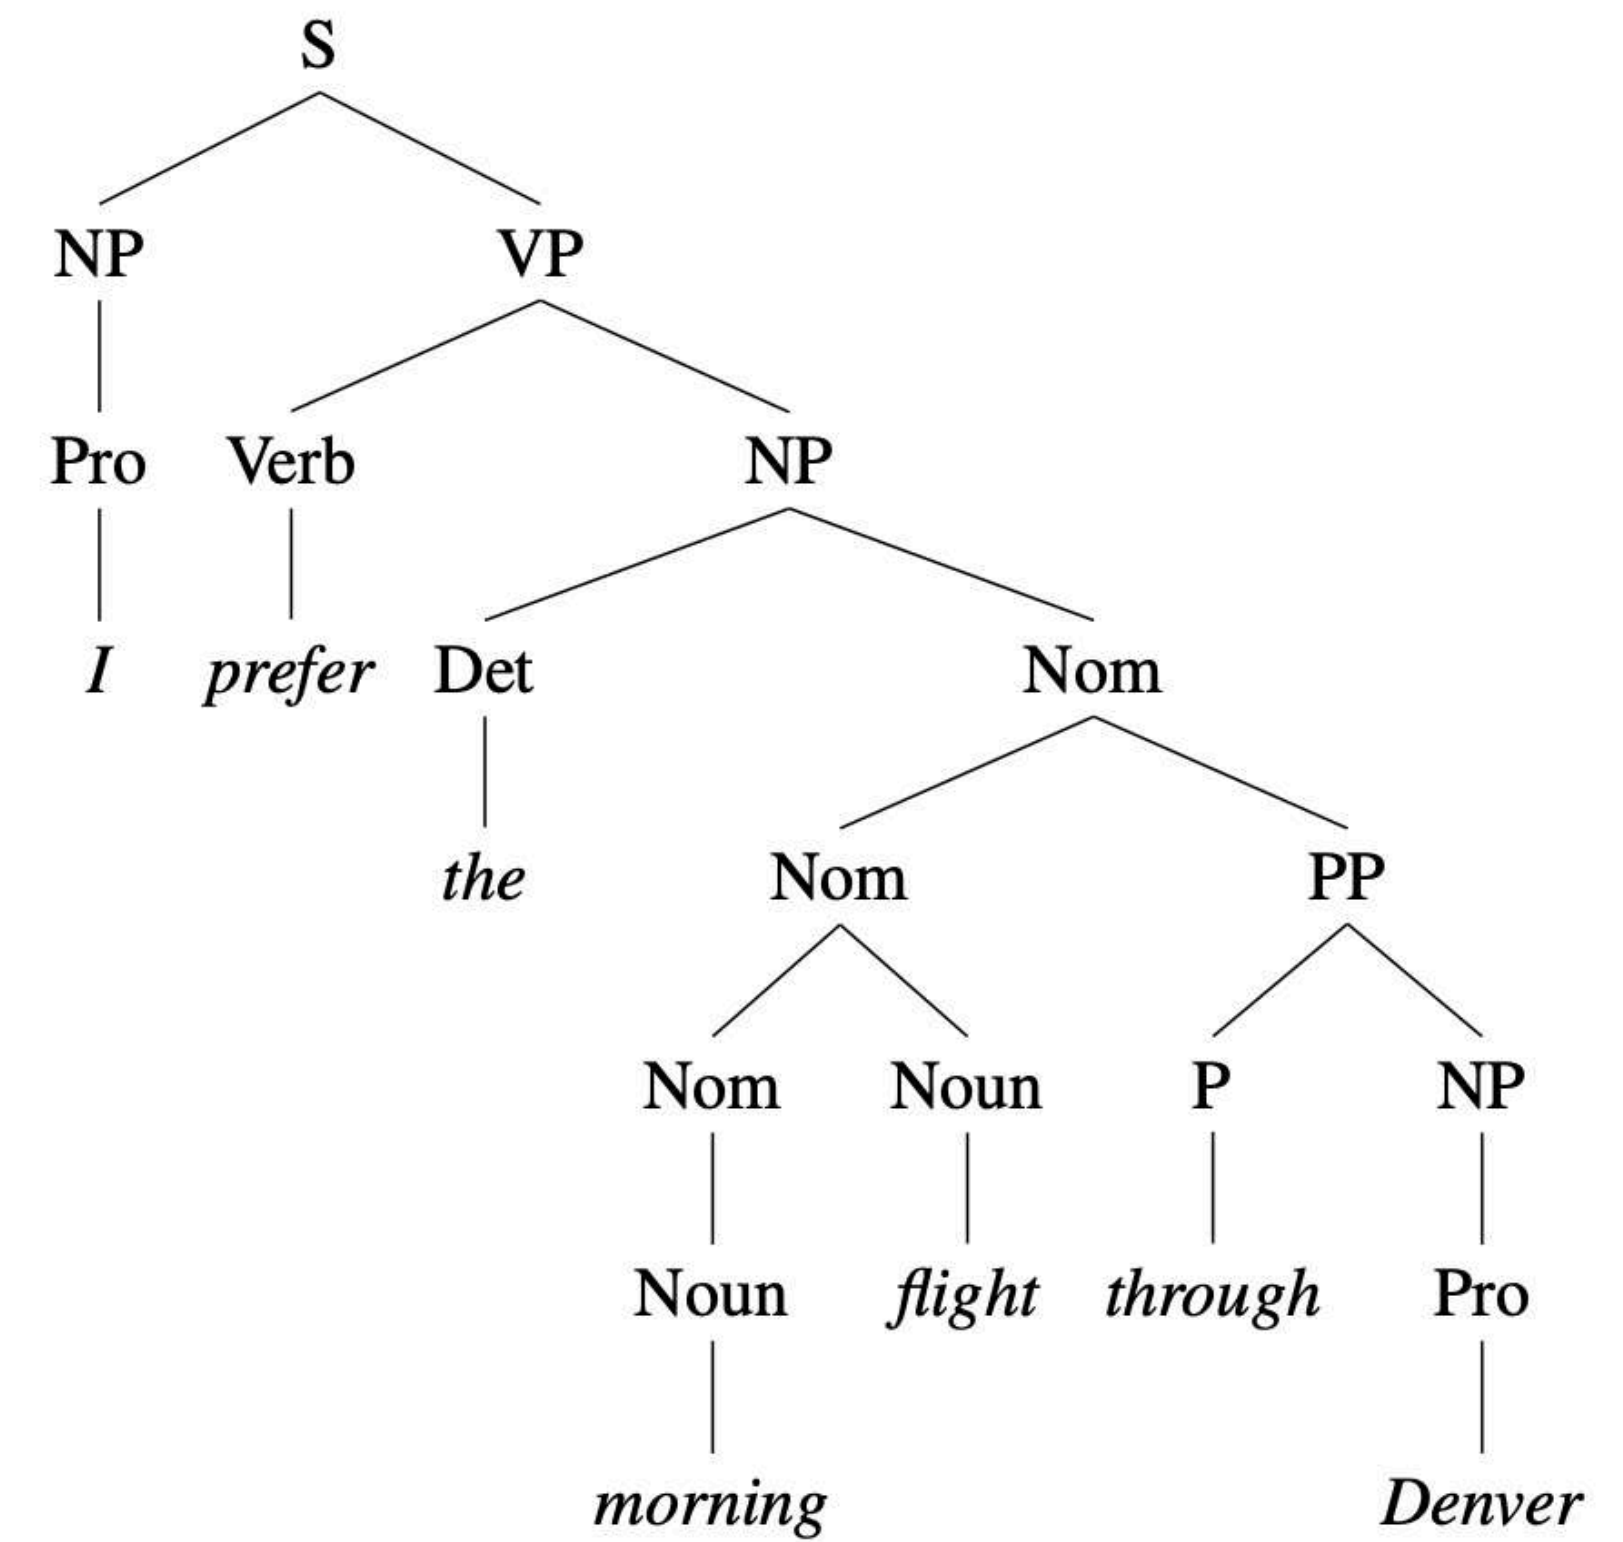 S
NP VP
Pro Verb NP
I prefer Det Nom
the Nom PP
Nom Noun P NP
Noun flight through Pro
morning Denver